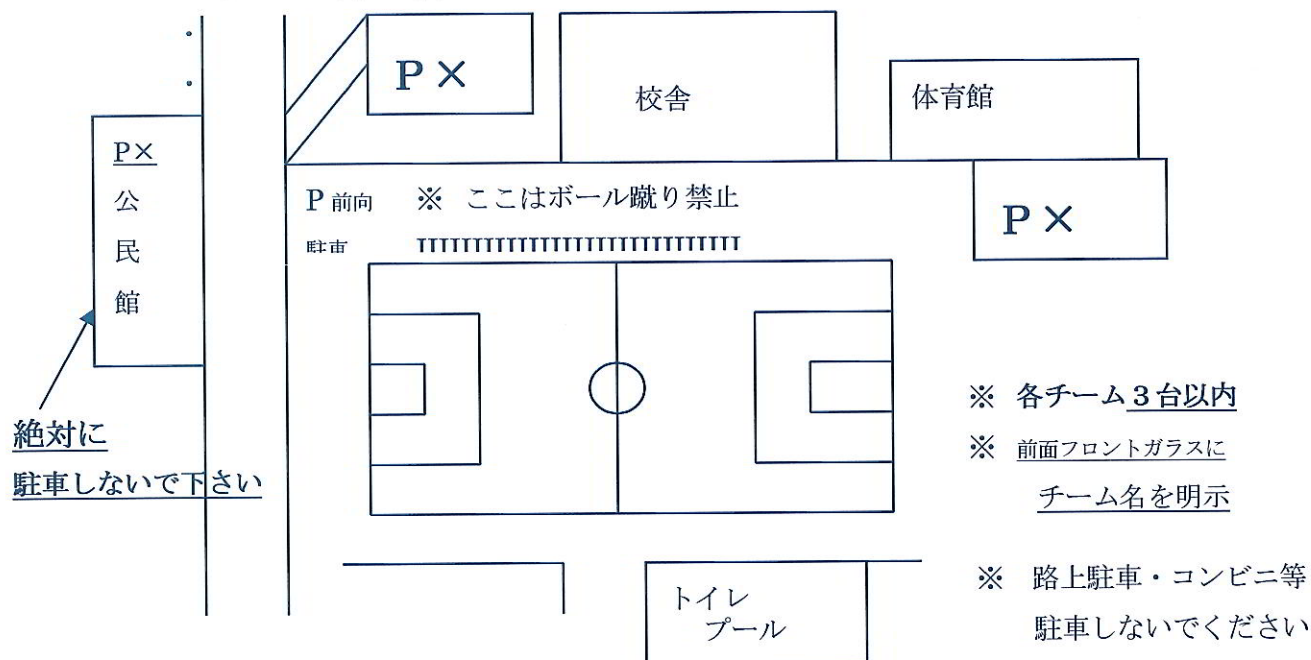 P×
校舎
体育館
P×
公
民
館
P 前向
駐車
※ ここはボール蹴り禁止
TTTTTTTTTTTTTTTTTTTTTTTTTTTTT
P×
絶対に
駐車しないで下さい
※ 各チーム3台以内
※ 前面フロントガラスに
チーム名を明示
※ 路上駐車・コンビニ等
駐車しないでください
トイレ
プール